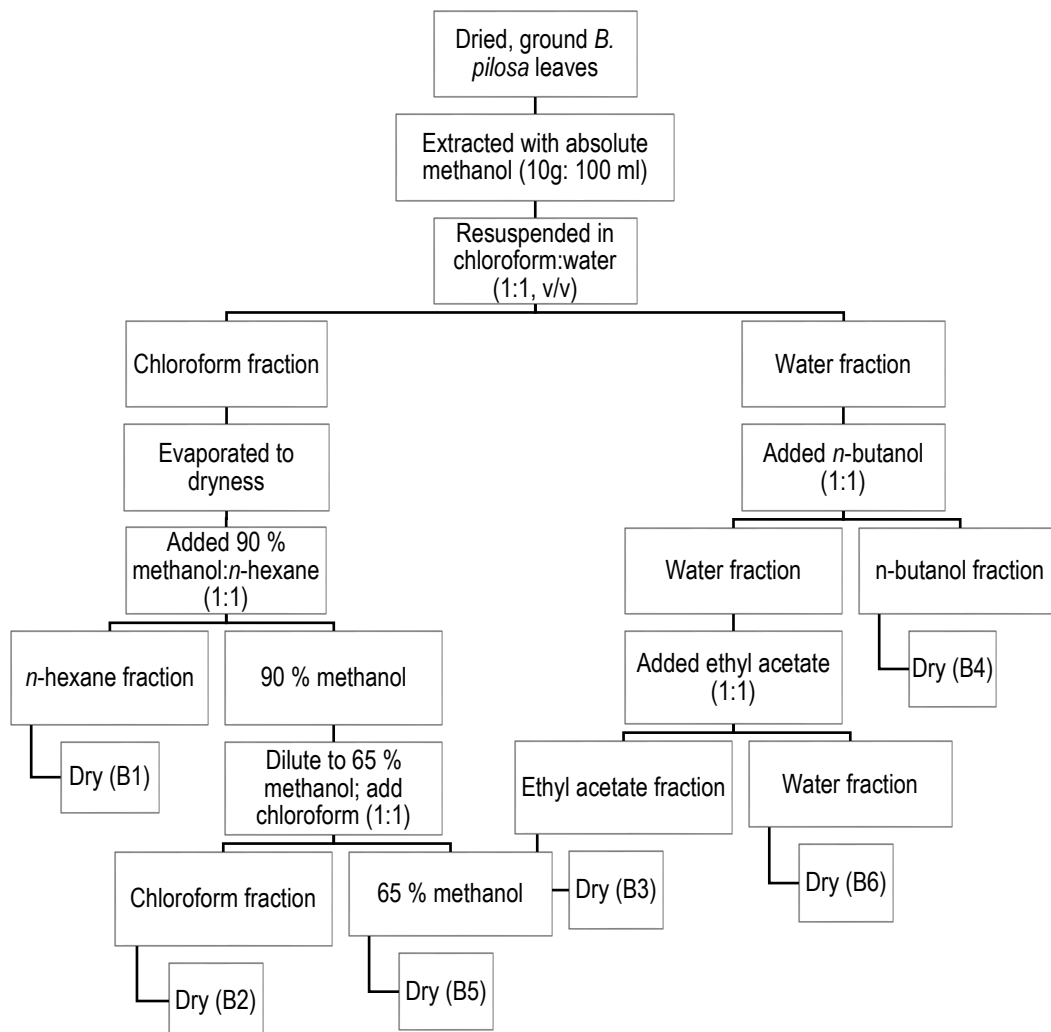 Dried, ground B.
pilosa leaves
Extracted with absolute
methanol (10g: 100 ml)
Resuspended in
chloroform:water
(1:1, v/v)
Chloroform fraction
Water fraction
Evaporated to
dryness
Added n-butanol
(1:1)
Added 90 %
methanol:n-hexane
(1:1)
Water fraction
n-butanol fraction
n-hexane fraction
90 % methanol
Added ethyl acetate
(1:1)
Dry (B4)
Dry (B1)
Dilute to 65 %
methanol; add
chloroform (1:1)
Ethyl acetate fraction
Water fraction
Chloroform fraction
65 % methanol
Dry (B3)
Dry (B6)
Dry (B2)
Dry (B5)